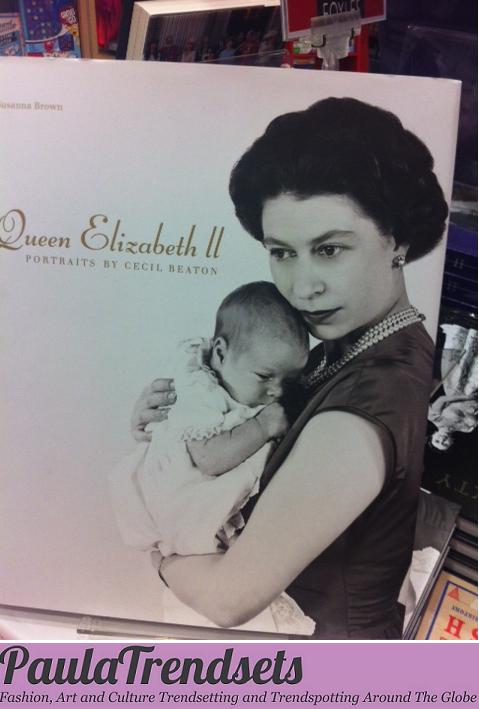 FOYLES
Susanna Brown
Queen Elizabeth ll
PORTRAITS BY CECIL BEATON
PaulaTrendsets
Fashion, Art and Culture Trendsetting and Trendspotting Around The Globe